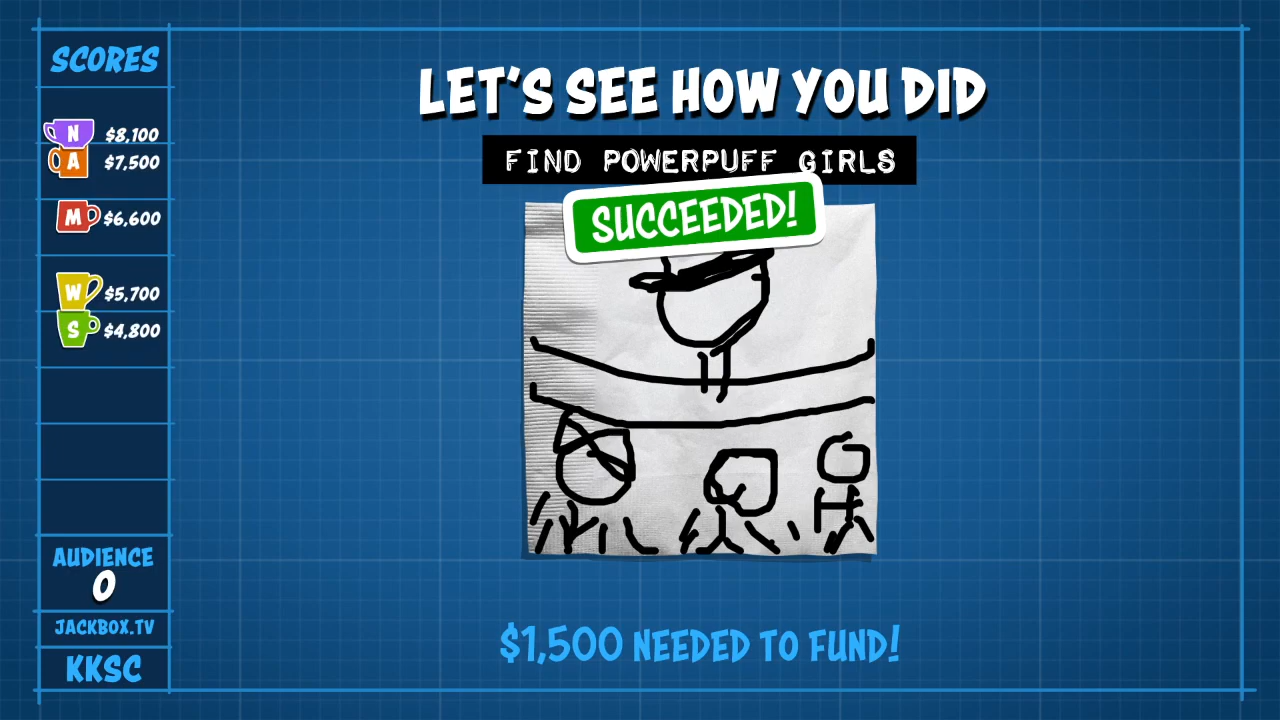 SCORES
N $8,100
A $7,500
M $6,600
W $5,700
S $4,800
AUDIENCE
0
JACKBOX.TV
KKSC
LET'S SEE HOW YOU DID
FIND POWERPUFF GIRLS
SUCCEEDED!
$1,500 NEEDED TO FUND!